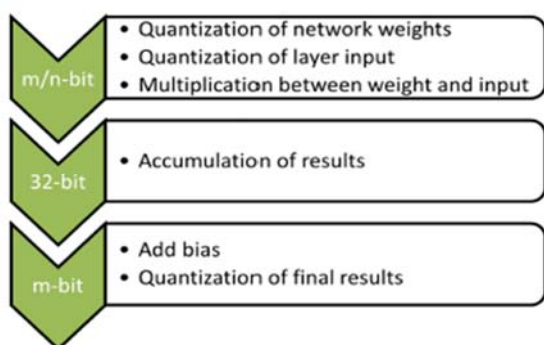 • Quantization of network weights
• Quantization of layer input
• Multiplication between weight and input
m/n-bit
• Accumulation of results
32-bit
• Add bias
• Quantization of final results
m-bit